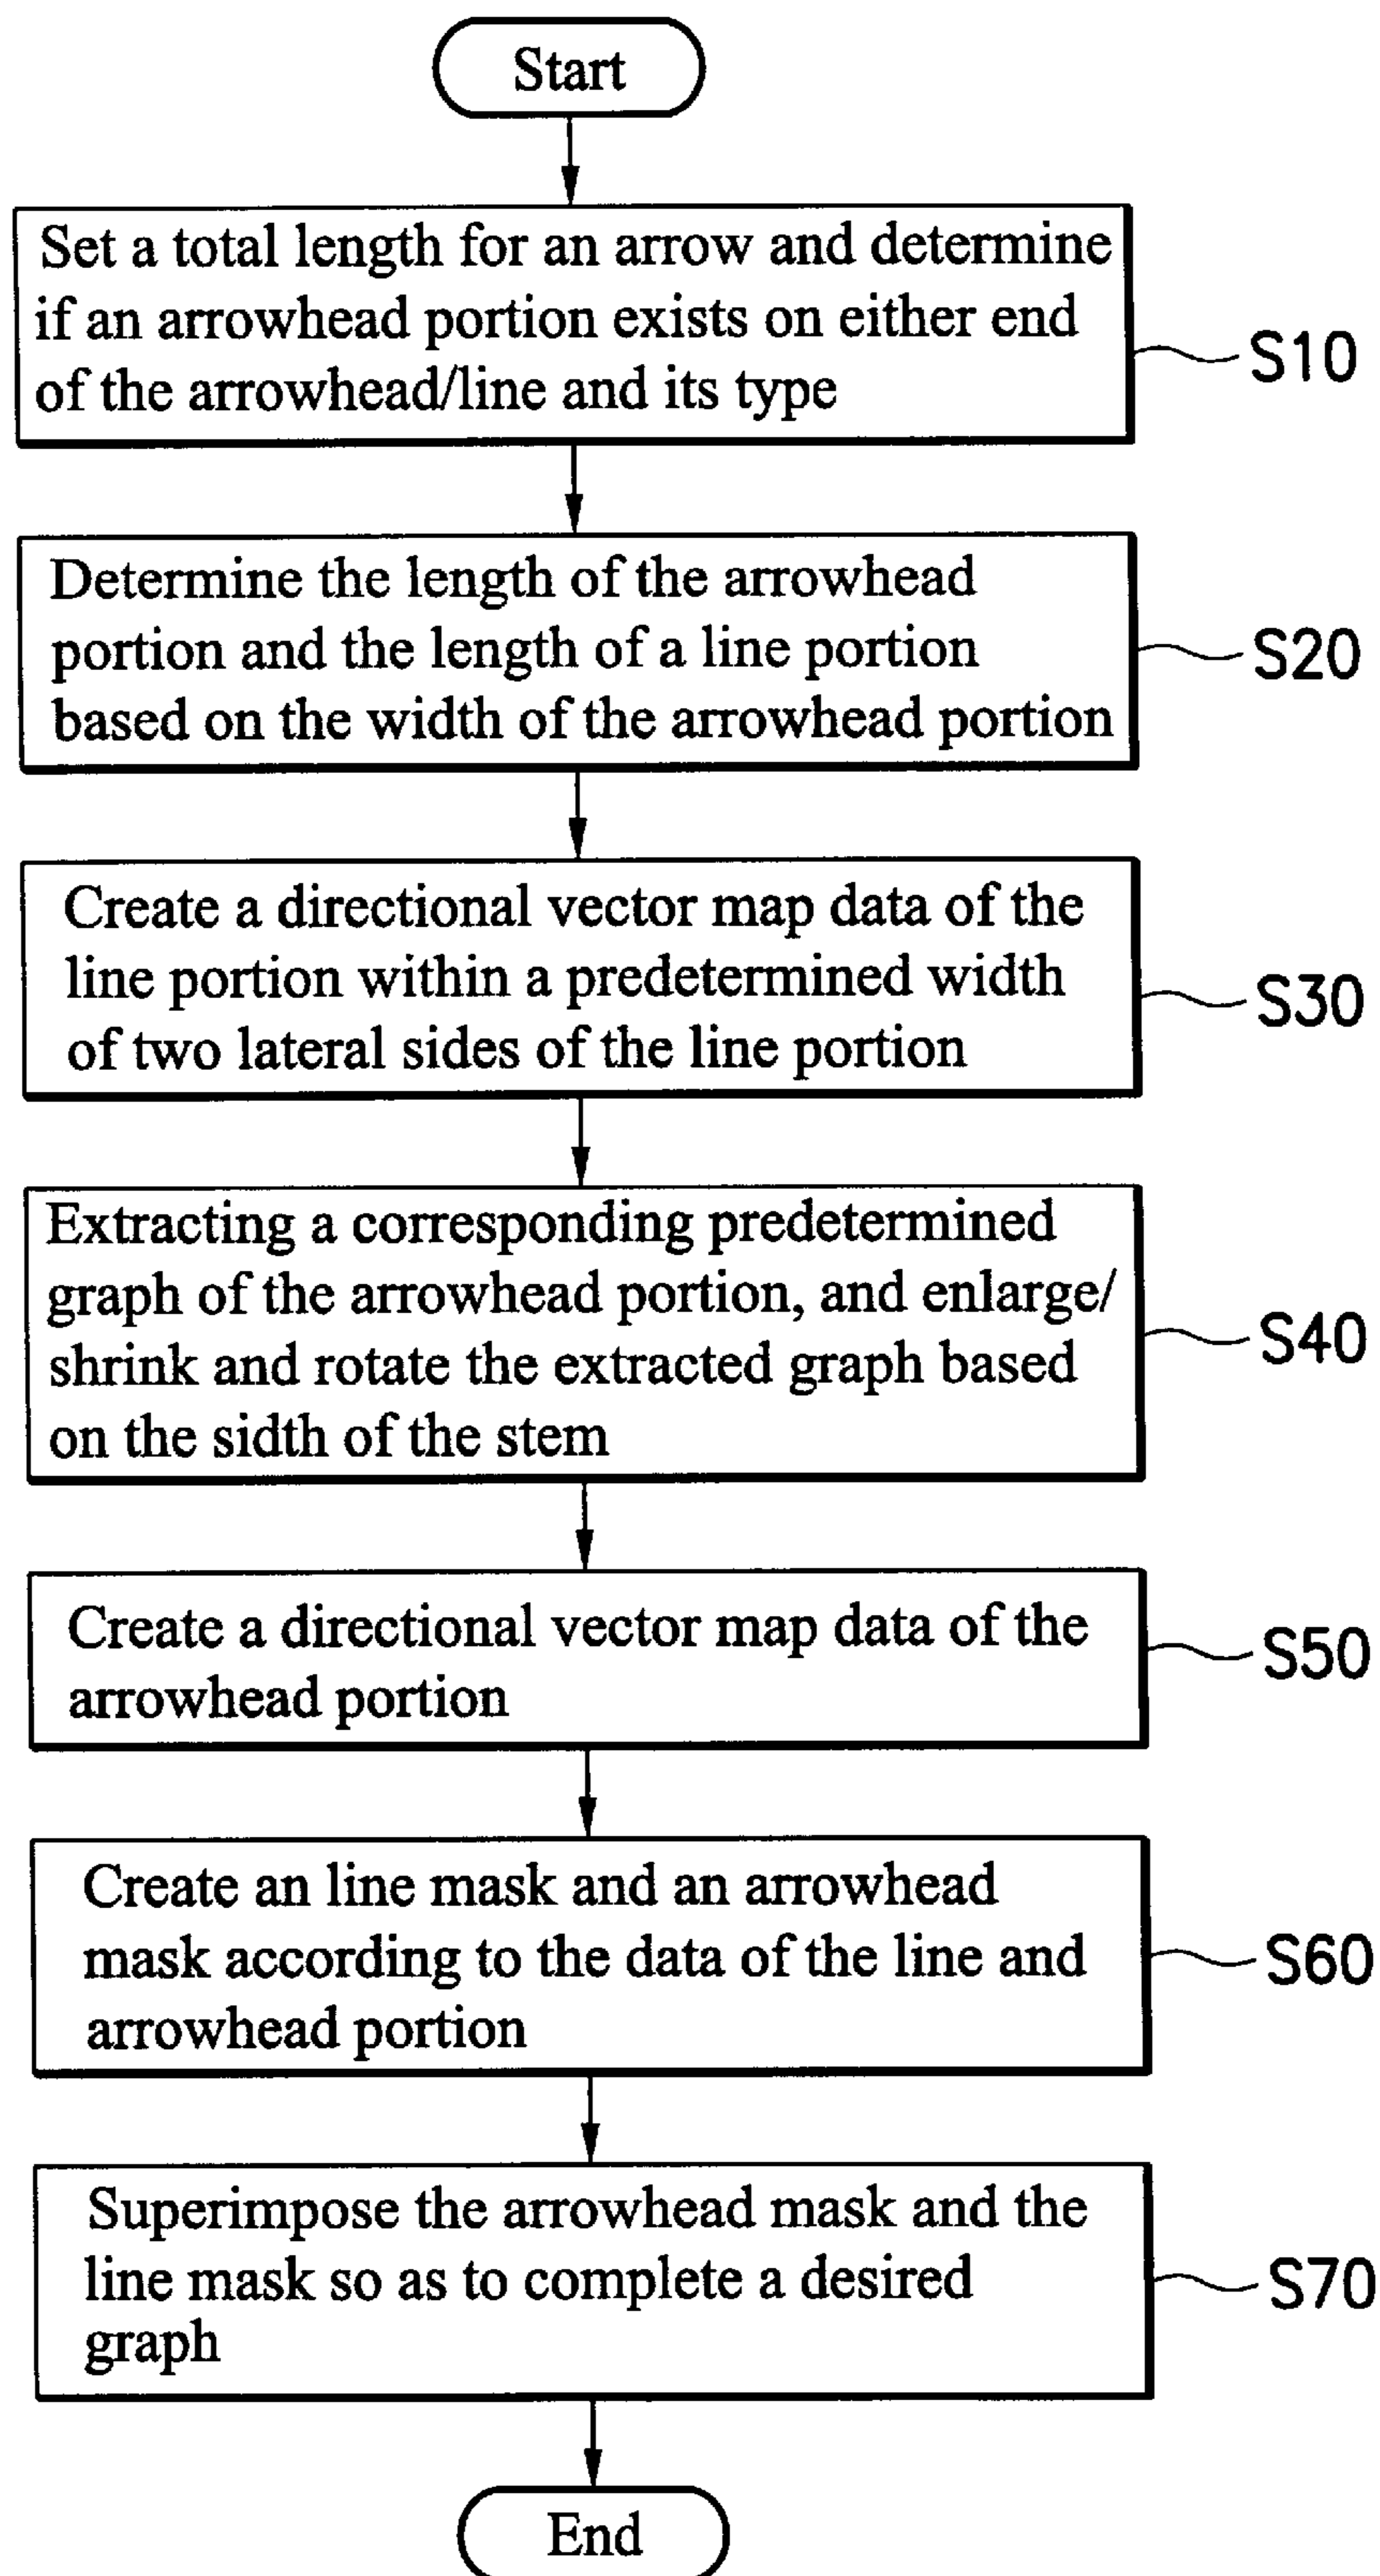 Start
Set a total length for an arrow and determine
if an arrowhead portion exists on either end
of the arrowhead/line and its type
S10
Determine the length of the arrowhead
portion and the length of a line portion
based on the width of the arrowhead portion
S20
Create a directional vector map data of the
line portion within a predetermined width
of two lateral sides of the line portion
S30
Extracting a corresponding predetermined
graph of the arrowhead portion, and enlarge/
shrink and rotate the extracted graph based
on the sidth of the stem
S40
Create a directional vector map data of the
arrowhead portion
S50
Create an line mask and an arrowhead
mask according to the data of the line and
arrowhead portion
S60
Superimpose the arrowhead mask and the
line mask so as to complete a desired
graph
S70
End